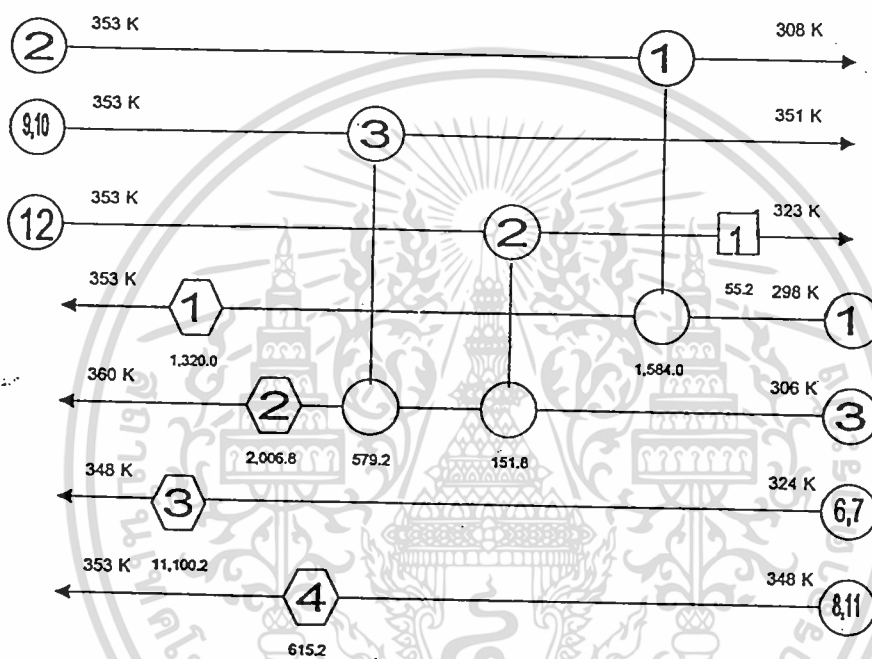 353 K 308 K
2 1
353 K 351 K
9,10 3
353 K 323 K
12 2 1
353 K 55.2 298 K
1 1
1,320.0 1,584.0
360 K 306 K
2 3
2,006.8 579.2 151.8
348 K 324 K
3 6,7
353 K 11,100.2 348 K
4 8,11
615.2